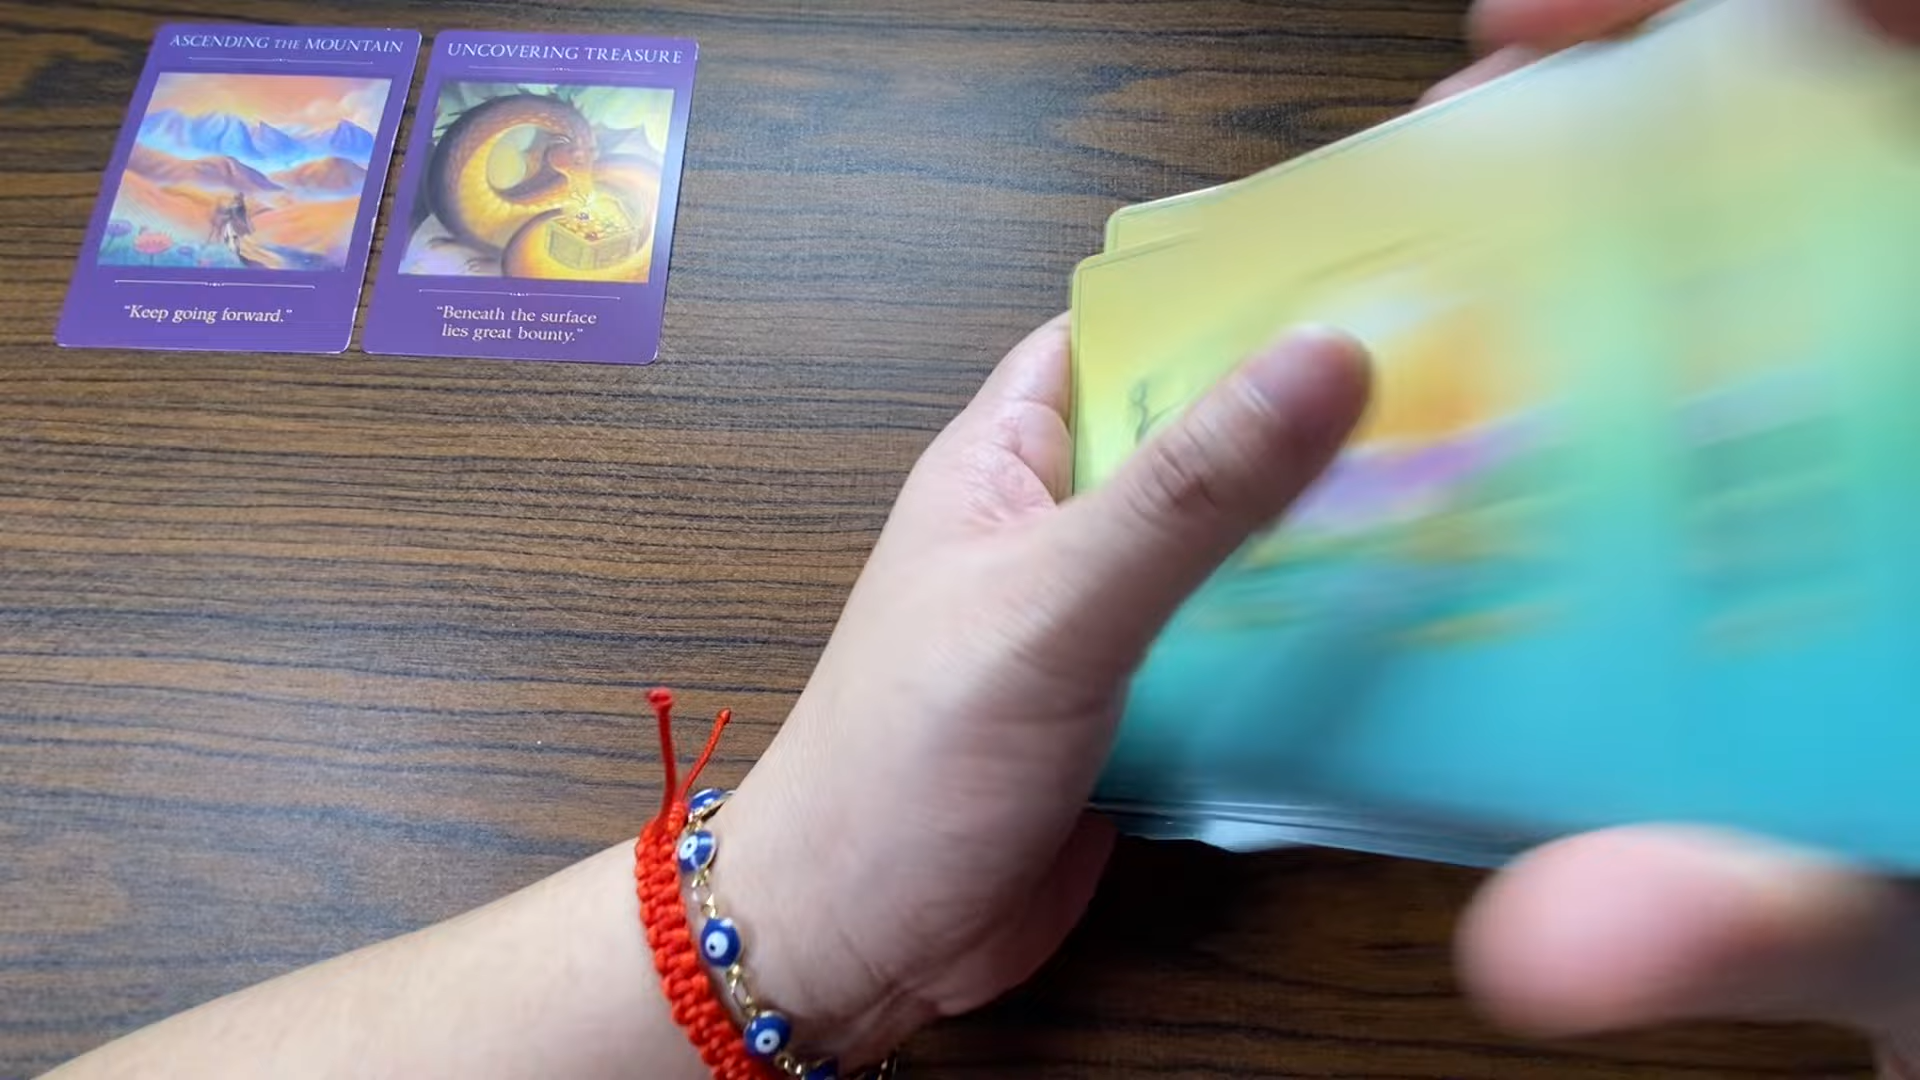 ASCENDING THE MOUNTAIN
"Keep going forward."
UNCOVERING TREASURE
"Beneath the surface
lies great bounty."